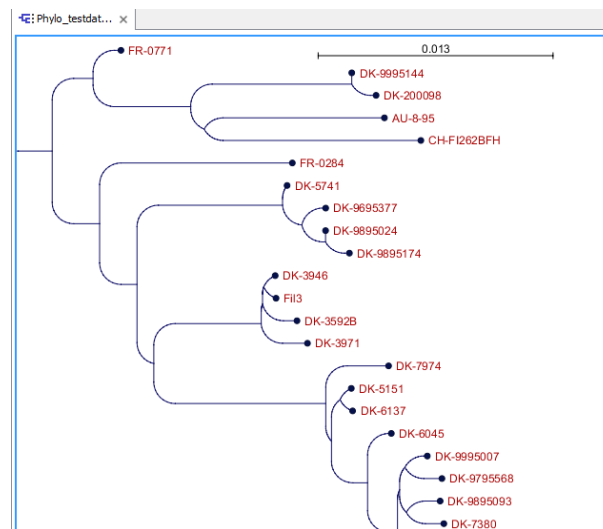 Phylo_testdat...
FR-0771
0.013
DK-9995144
DK-200098
AU-8-95
CH-FI262BFH
FR-0284
DK-5741
DK-9695377
DK-9895024
DK-9895174
DK-3946
Fil3
DK-3592B
DK-3971
DK-7974
DK-5151
DK-6137
DK-6045
DK-9995007
DK-9795568
DK-9895093
DK-7380